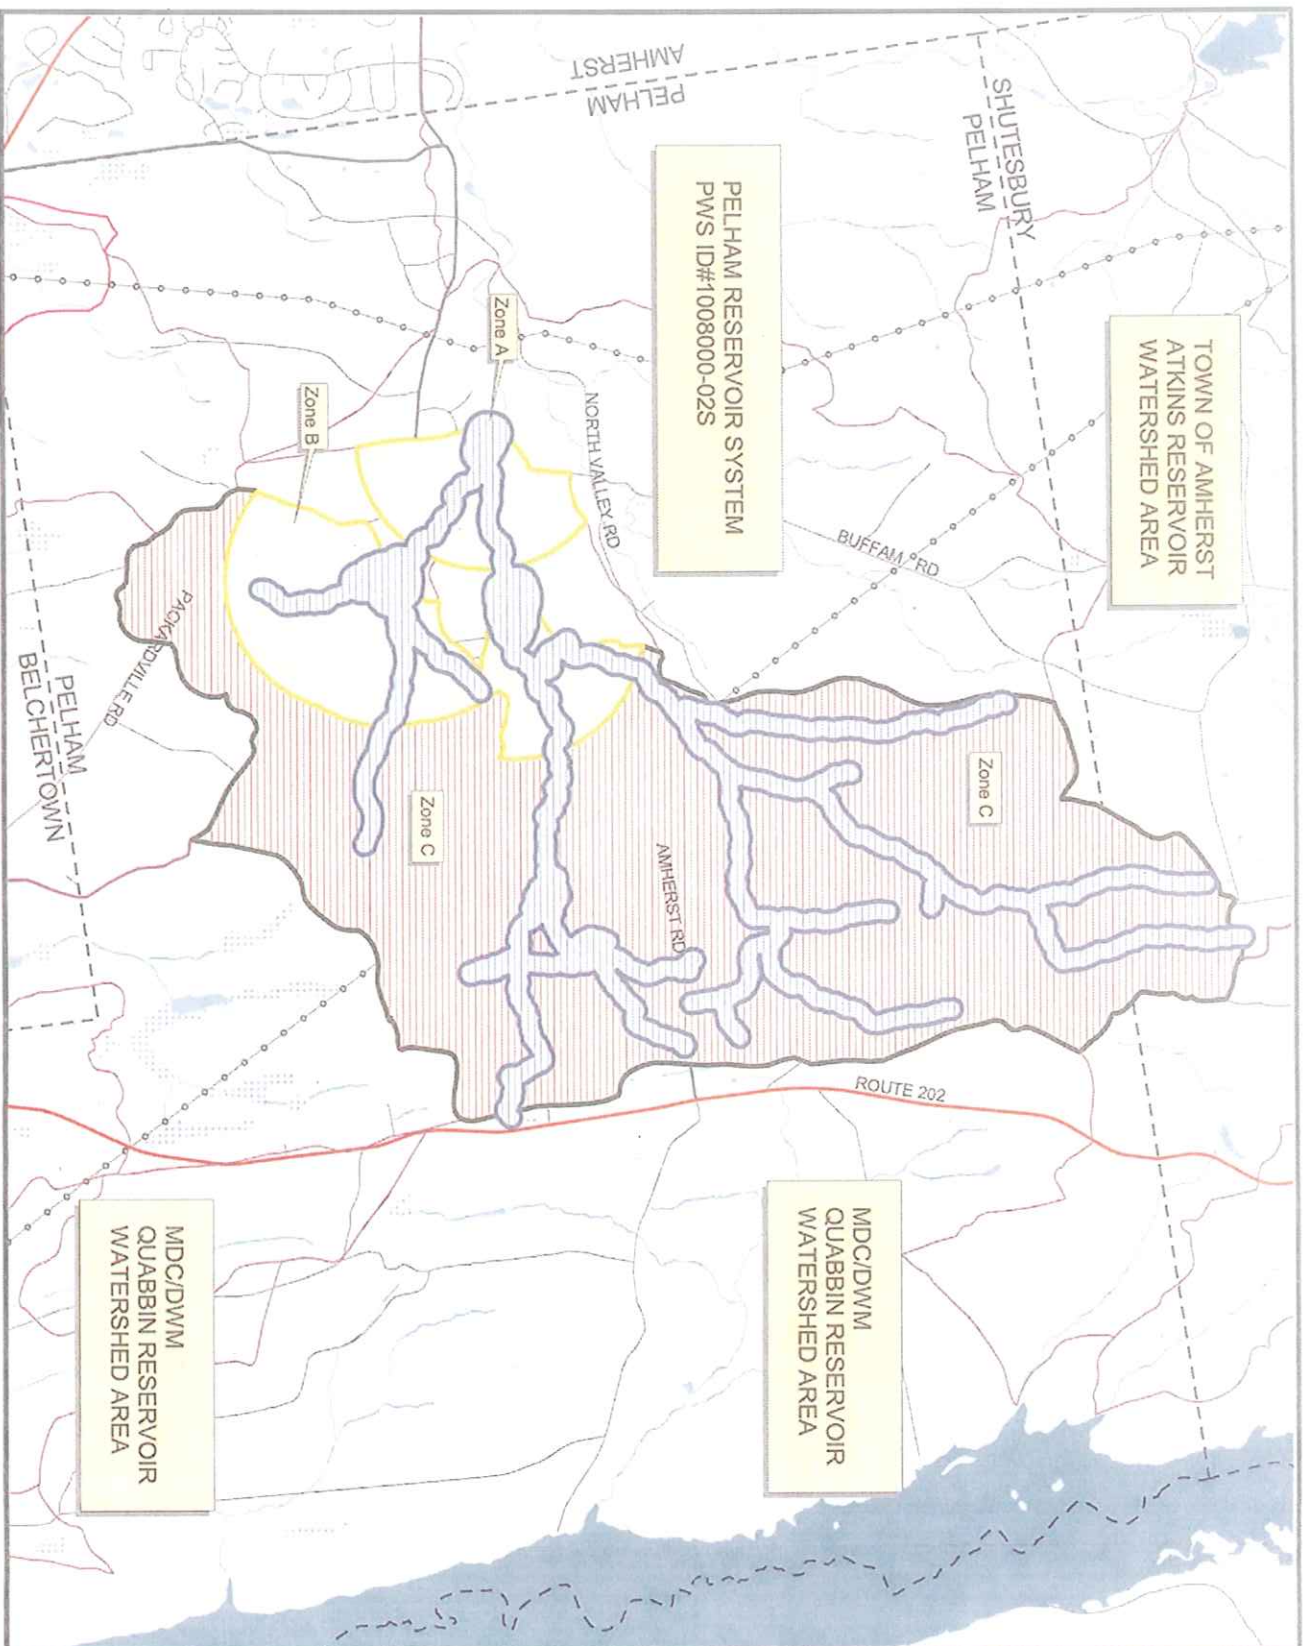 TOWN OF AMHERST
ATKINS RESERVOIR
WATERSHED AREA
SHUTESBURY
PELHAM
AMHERST
PELHAM
PELHAM RESERVOIR SYSTEM
PWS ID#1008000-02S
BUFFAM RD
NORTH VALLEY RD
Zone A
Zone B
Zone C
Zone C
AMHERST RD
PACKARDVILLE RD
PELHAM
BELCHERTOWN
ROUTE 202
MDC/DWM
QUABBIN RESERVOIR
WATERSHED AREA
MDC/DWM
QUABBIN RESERVOIR
WATERSHED AREA